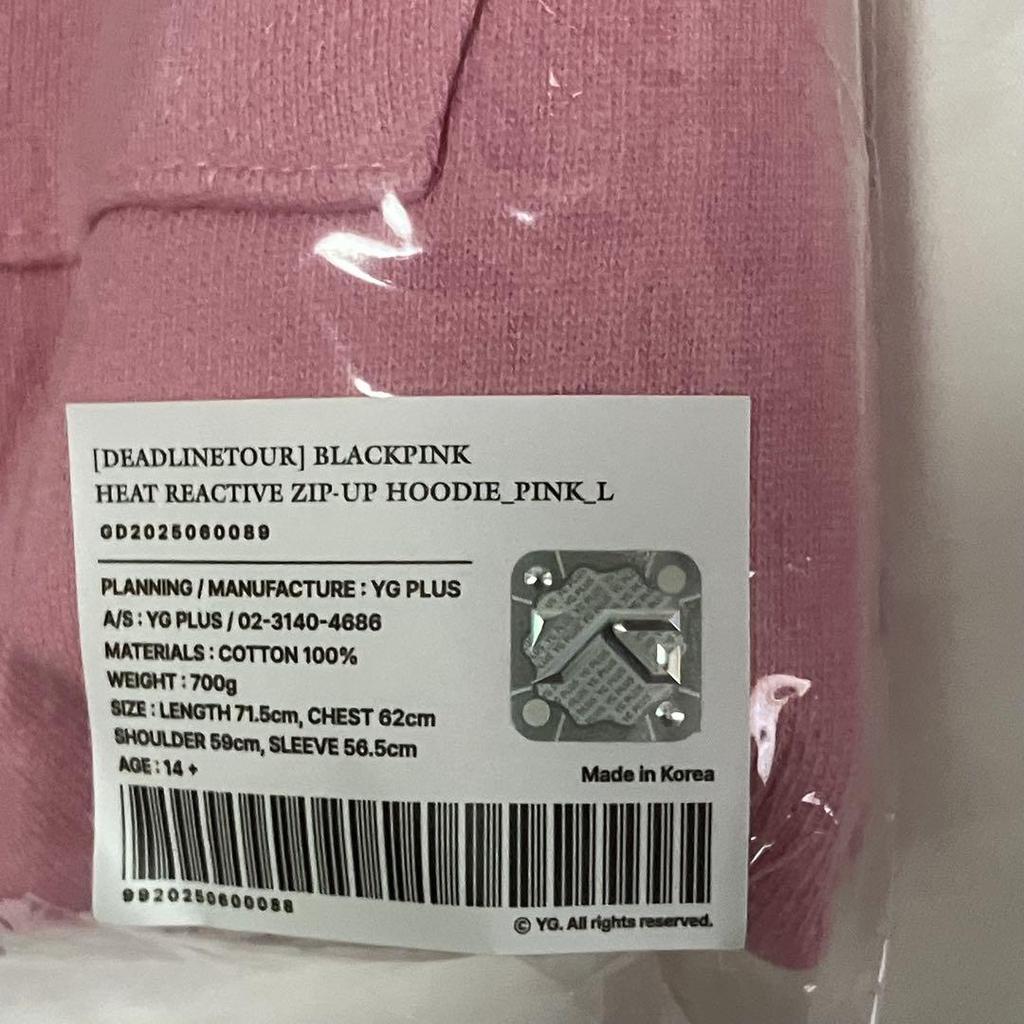 [DEADLINETOUR] BLACKPINK
HEAT REACTIVE ZIP-UP HOODIE_PINK_L
GD2025060089
PLANNING / MANUFACTURE : YG PLUS
A/S : YG PLUS / 02-3140-4686
MATERIALS : COTTON 100%
WEIGHT : 700g
SIZE : LENGTH 71.5cm, CHEST 62cm
SHOULDER 59cm, SLEEVE 56.5cm
AGE : 14 +
Made in Korea
© YG. All rights reserved.